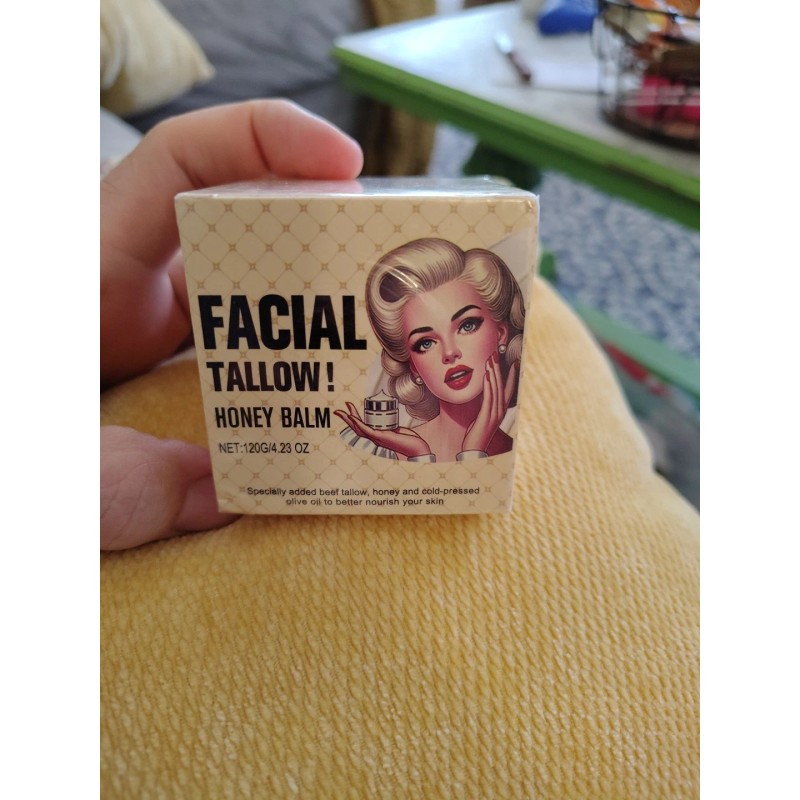 FACIAL
TALLOW!
HONEY BALM
NET:120G/4.23 OZ
Specially added beef tallow, honey and cold-pressed
olive oil to better nourish your skin